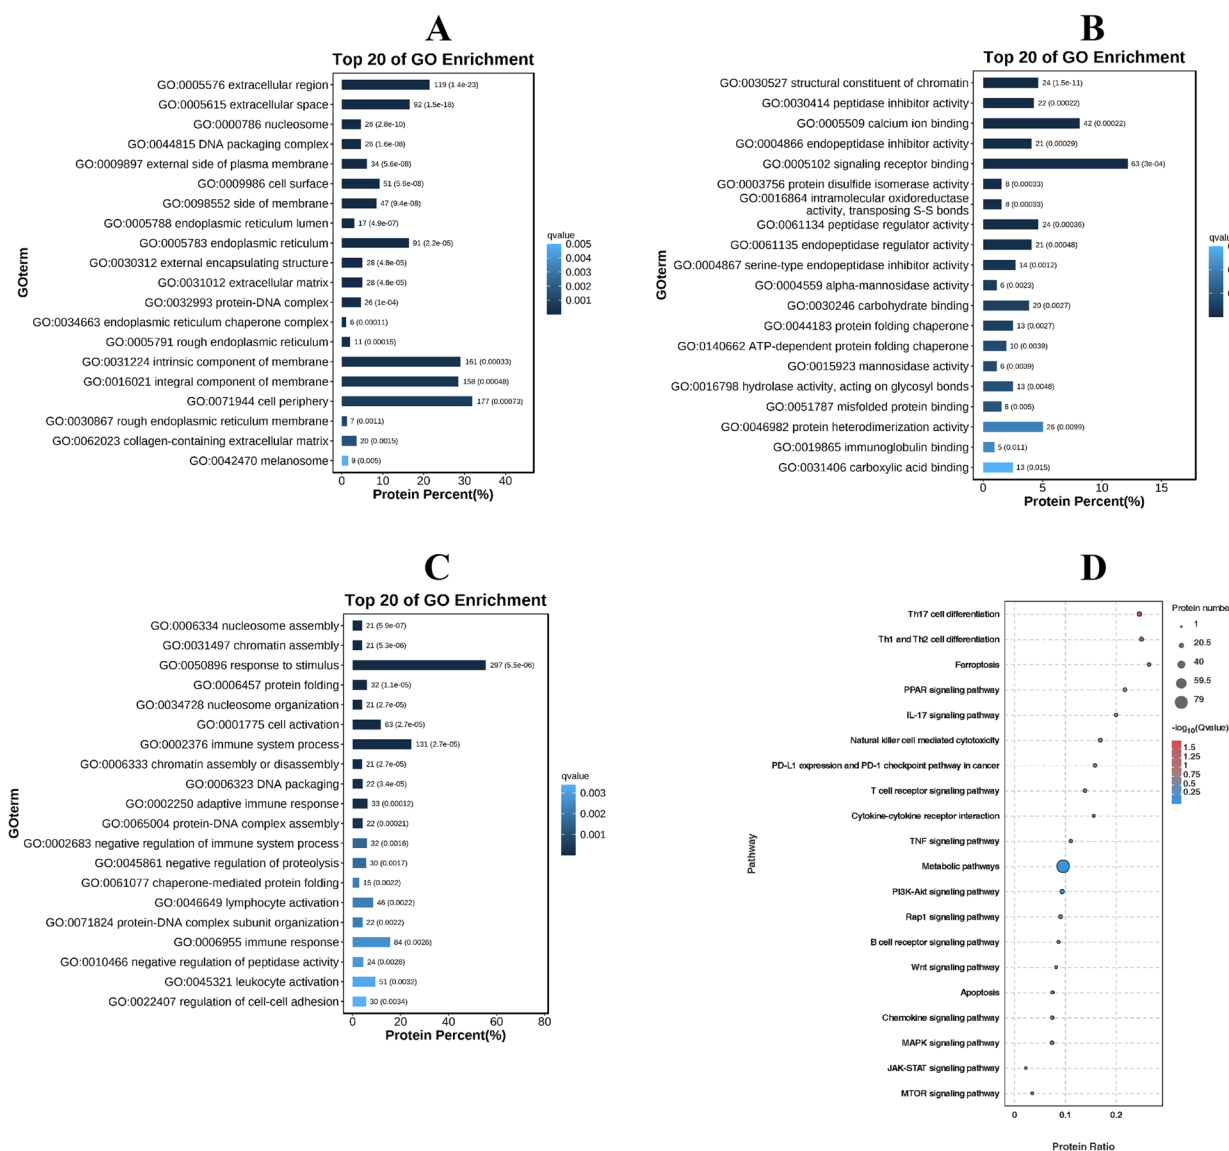 A
Top 20 of GO Enrichment
GO:0005576 extracellular region 119 (1.4e-23)
GO:0005615 extracellular space 92 (1.5e-18)
GO:0000786 nucleosome 26 (2.8e-10)
GO:0044815 DNA packaging complex 26 (1.6e-08)
GO:0009897 external side of plasma membrane 34 (5.6e-08)
GO:0009986 cell surface 51 (5.6e-08)
GO:0098552 side of membrane 47 (9.4e-08)
GO:0005788 endoplasmic reticulum lumen 17 (4.9e-07)
GO:0005783 endoplasmic reticulum 91 (2.2e-05)
GO:0030312 external encapsulating structure 28 (4.8e-05)
GO:0031012 extracellular matrix 28 (4.8e-05)
GO:0032993 protein-DNA complex 26 (1e-04)
GO:0034663 endoplasmic reticulum chaperone complex 6 (0.00011)
GO:0005791 rough endoplasmic reticulum 11 (0.00015)
GO:0031224 intrinsic component of membrane 161 (0.00033)
GO:0016021 integral component of membrane 158 (0.00048)
GO:0071944 cell periphery 177 (0.00073)
GO:0030867 rough endoplasmic reticulum membrane 7 (0.0011)
GO:0062023 collagen-containing extracellular matrix 20 (0.0015)
GO:0042470 melanosome 9 (0.005)
0 10 20 30 40
Protein Percent(%)
GOterm
qvalue
0.005
0.004
0.003
0.002
0.001
B
Top 20 of GO Enrichment
GO:0030527 structural constituent of chromatin 24 (1.5e-11)
GO:0030414 peptidase inhibitor activity 22 (0.00022)
GO:0005509 calcium ion binding 42 (0.00022)
GO:0004866 endopeptidase inhibitor activity 21 (0.00029)
GO:0005102 signaling receptor binding 63 (3e-04)
GO:0003756 protein disulfide isomerase activity 8 (0.00033)
GO:0016864 intramolecular oxidoreductase
activity, transposing S-S bonds 8 (0.00033)
GO:0061134 peptidase regulator activity 24 (0.00036)
GO:0061135 endopeptidase regulator activity 21 (0.00048)
GO:0004867 serine-type endopeptidase inhibitor activity 14 (0.0012)
GO:0004559 alpha-mannosidase activity 6 (0.0023)
GO:0030246 carbohydrate binding 20 (0.0027)
GO:0044183 protein folding chaperone 13 (0.0027)
GO:0140662 ATP-dependent protein folding chaperone 10 (0.0039)
GO:0015923 mannosidase activity 6 (0.0039)
GO:0016798 hydrolase activity, acting on glycosyl bonds 13 (0.0048)
GO:0051787 misfolded protein binding 8 (0.005)
GO:0046982 protein heterodimerization activity 26 (0.0099)
GO:0019865 immunoglobulin binding 5 (0.011)
GO:0031406 carboxylic acid binding 13 (0.015)
0 5 10 15
Protein Percent(%)
GOterm
C
Top 20 of GO Enrichment
GO:0006334 nucleosome assembly 21 (5.9e-07)
GO:0031497 chromatin assembly 21 (5.3e-06)
GO:0050896 response to stimulus 297 (5.5e-06)
GO:0006457 protein folding 32 (1.1e-05)
GO:0034728 nucleosome organization 21 (2.7e-05)
GO:0001775 cell activation 63 (2.7e-05)
GO:0002376 immune system process 131 (2.7e-05)
GO:0006333 chromatin assembly or disassembly 21 (2.7e-05)
GO:0006323 DNA packaging 22 (3.4e-05)
GO:0002250 adaptive immune response 33 (0.00012)
GO:0065004 protein-DNA complex assembly 22 (0.00021)
GO:0002683 negative regulation of immune system process 32 (0.0016)
GO:0045861 negative regulation of proteolysis 30 (0.0017)
GO:0061077 chaperone-mediated protein folding 15 (0.0022)
GO:0046649 lymphocyte activation 46 (0.0022)
GO:0071824 protein-DNA complex subunit organization 22 (0.0022)
GO:0006955 immune response 84 (0.0026)
GO:0010466 negative regulation of peptidase activity 24 (0.0028)
GO:0045321 leukocyte activation 51 (0.0032)
GO:0022407 regulation of cell-cell adhesion 30 (0.0034)
0 20 40 60 80
Protein Percent(%)
GOterm
qvalue
0.003
0.002
0.001
D
Th17 cell differentiation
Th1 and Th2 cell differentiation
Ferroptosis
PPAR signaling pathway
IL-17 signaling pathway
Natural killer cell mediated cytotoxicity
PD-L1 expression and PD-1 checkpoint pathway in cancer
T cell receptor signaling pathway
Cytokine-cytokine receptor interaction
TNF signaling pathway
Metabolic pathways
PI3K-Akt signaling pathway
Rap1 signaling pathway
B cell receptor signaling pathway
Wnt signaling pathway
Apoptosis
Chemokine signaling pathway
MAPK signaling pathway
JAK-STAT signaling pathway
MTOR signaling pathway
0 0.1 0.2
Protein Ratio
Pathway
Protein numbe
1
20.5
40
59.5
79
-log10(Qvalue)
1.5
1.25
1
0.75
0.5
0.25